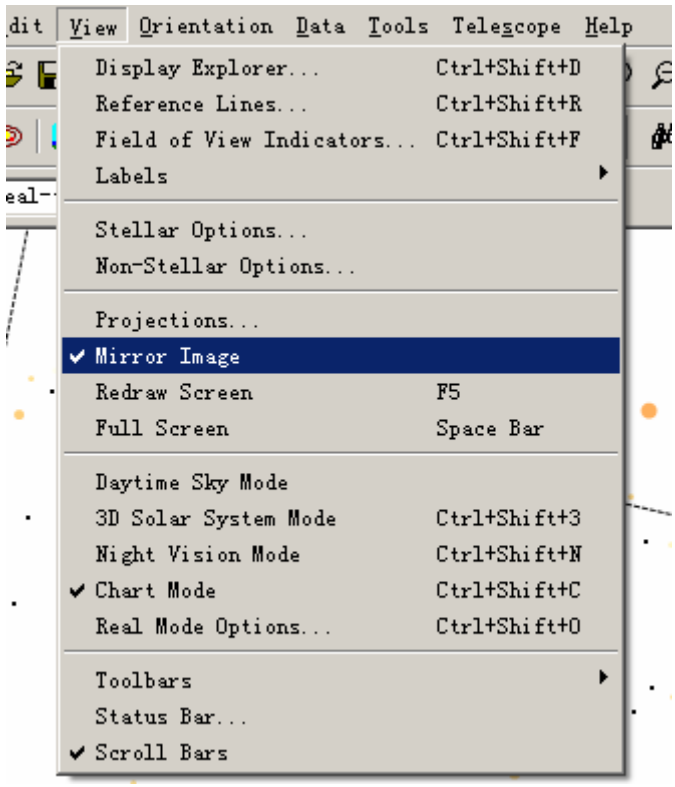 dit View Orientation Data Tools Telescope Help
eal-
Display Explorer... Ctrl+Shift+D
Reference Lines... Ctrl+Shift+R
Field of View Indicators... Ctrl+Shift+F
Labels
Stellar Options...
Non-Stellar Options...
Projections...
Mirror Image
Redraw Screen F5
Full Screen Space Bar
Daytime Sky Mode
3D Solar System Mode Ctrl+Shift+3
Night Vision Mode Ctrl+Shift+N
Chart Mode Ctrl+Shift+C
Real Mode Options... Ctrl+Shift+O
Toolbars
Status Bar...
Scroll Bars